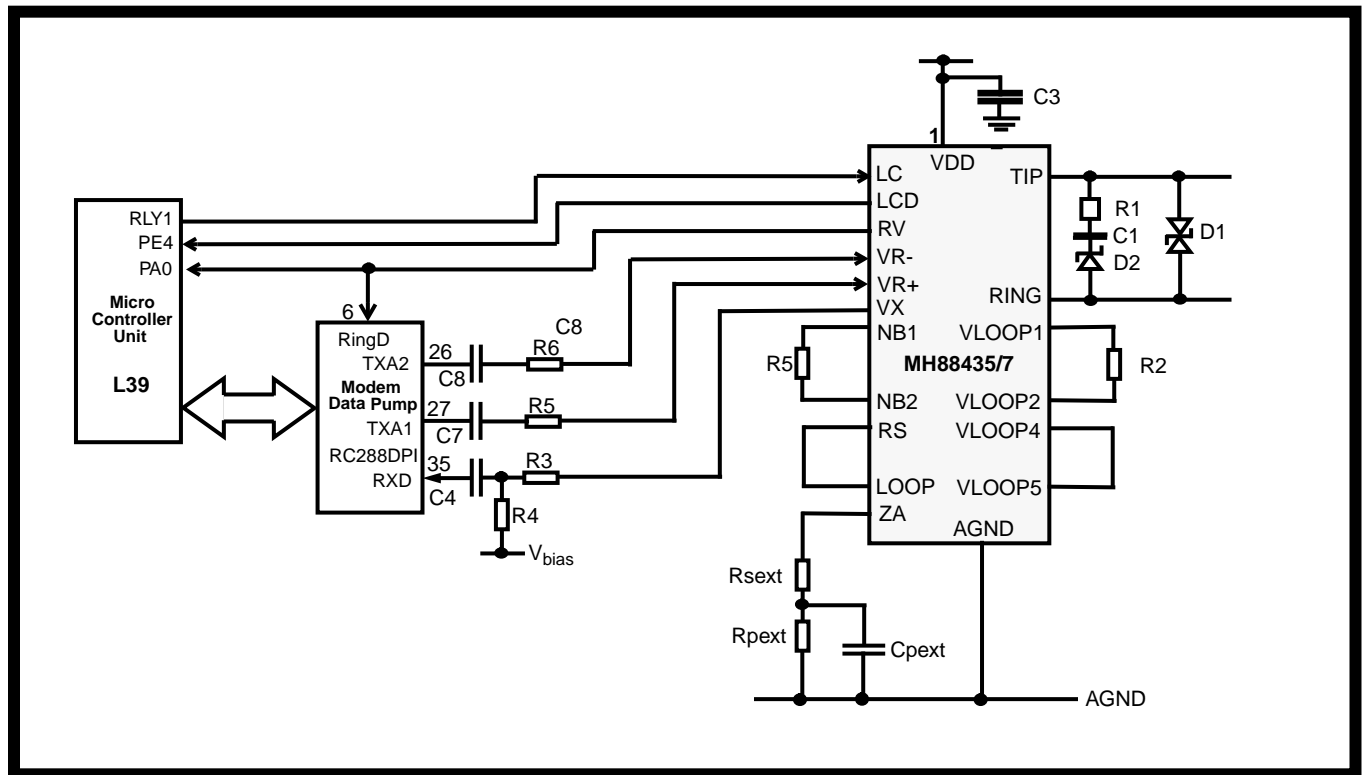 C3
1
VDD
LC
TIP
LCD
RV
VR-
VR+
VX
RING
R1
C1
D2
D1
RLY1
PE4
PA0
Micro
Controller
Unit
L39
6
RingD
TXA2
Modem
Data Pump
TXA1
RC288DPI
RXD
26
C8
R6
C8
27
C7
R5
35
C4
R3
R4
Vbias
NB1
VLOOP1
R5
MH88435/7
R2
NB2
VLOOP2
RS
VLOOP4
LOOP
VLOOP5
ZA
AGND
Rsext
Rpext
Cpext
AGND